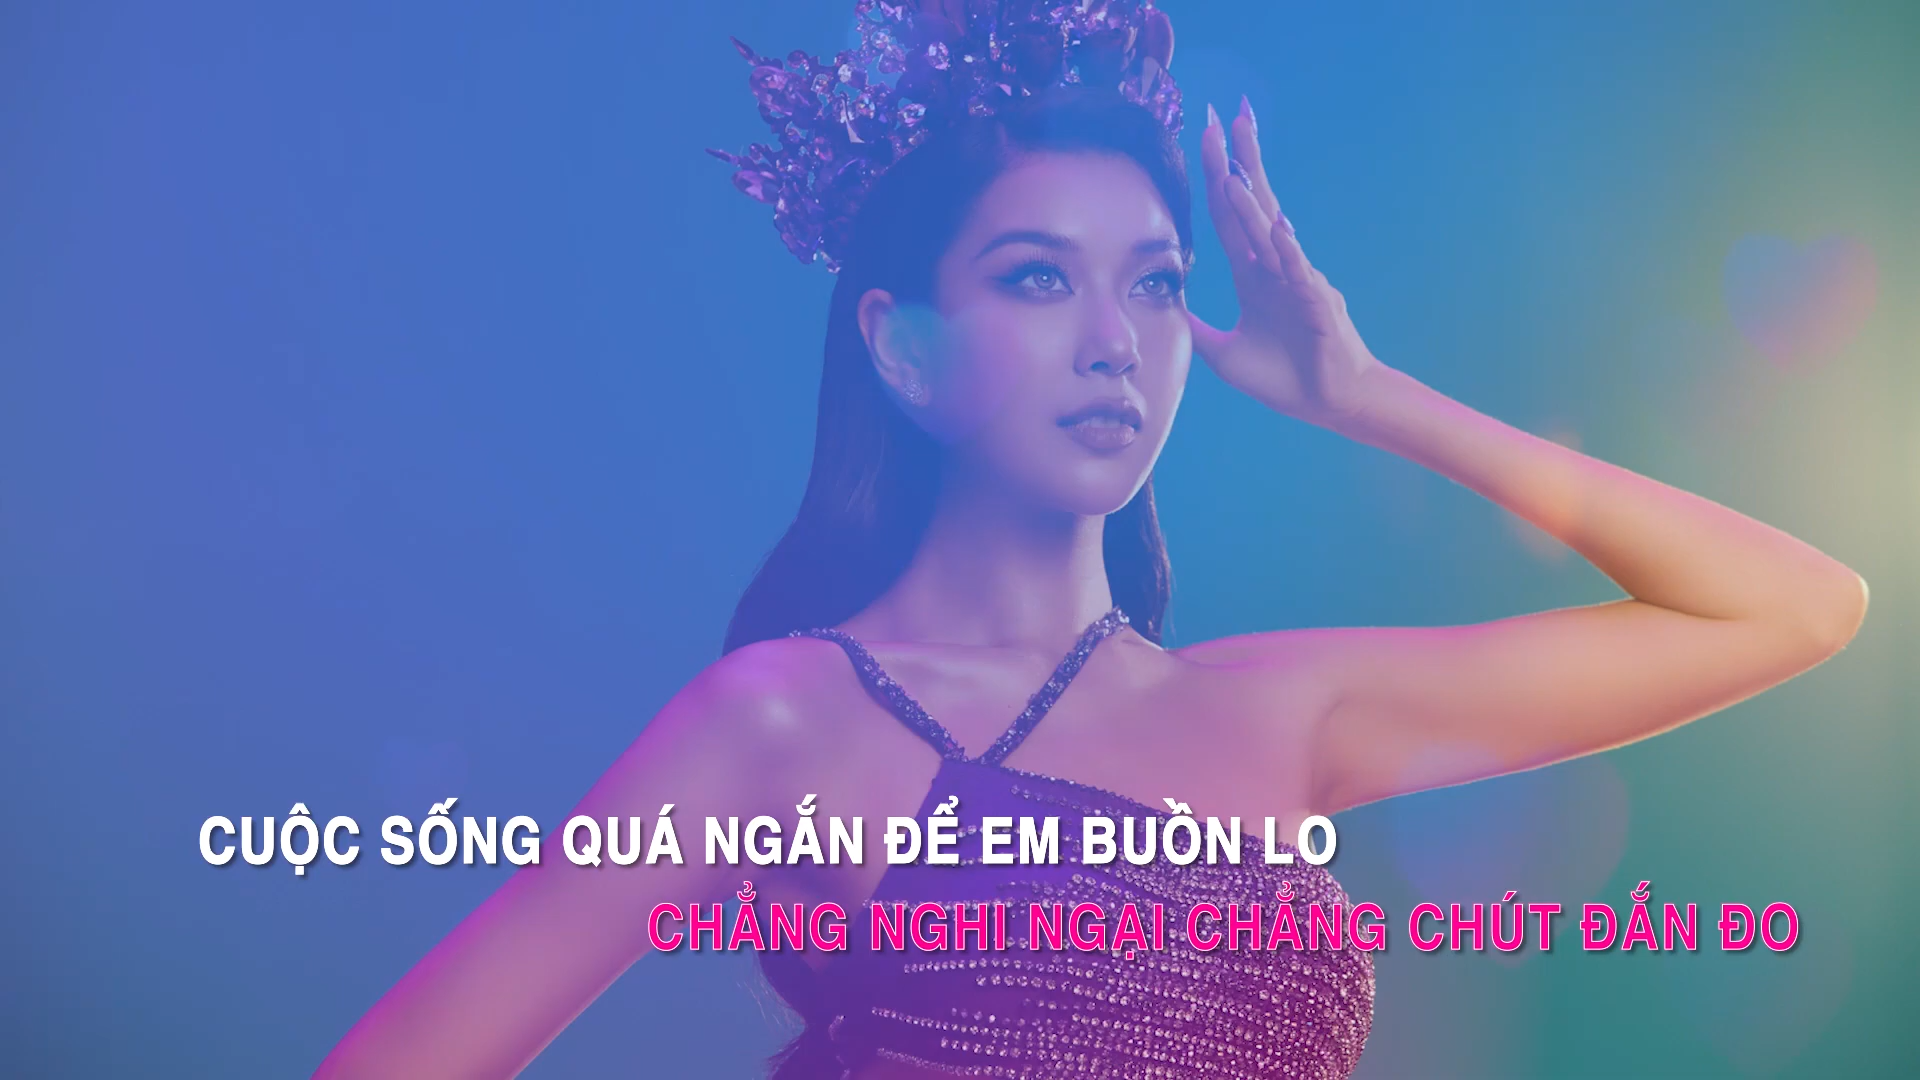 CUỘC SỐNG QUÁ NGẮN ĐỂ EM BUỒN LO
CHẲNG NGHI NGẠI CHẲNG CHÚT ĐẮN ĐO